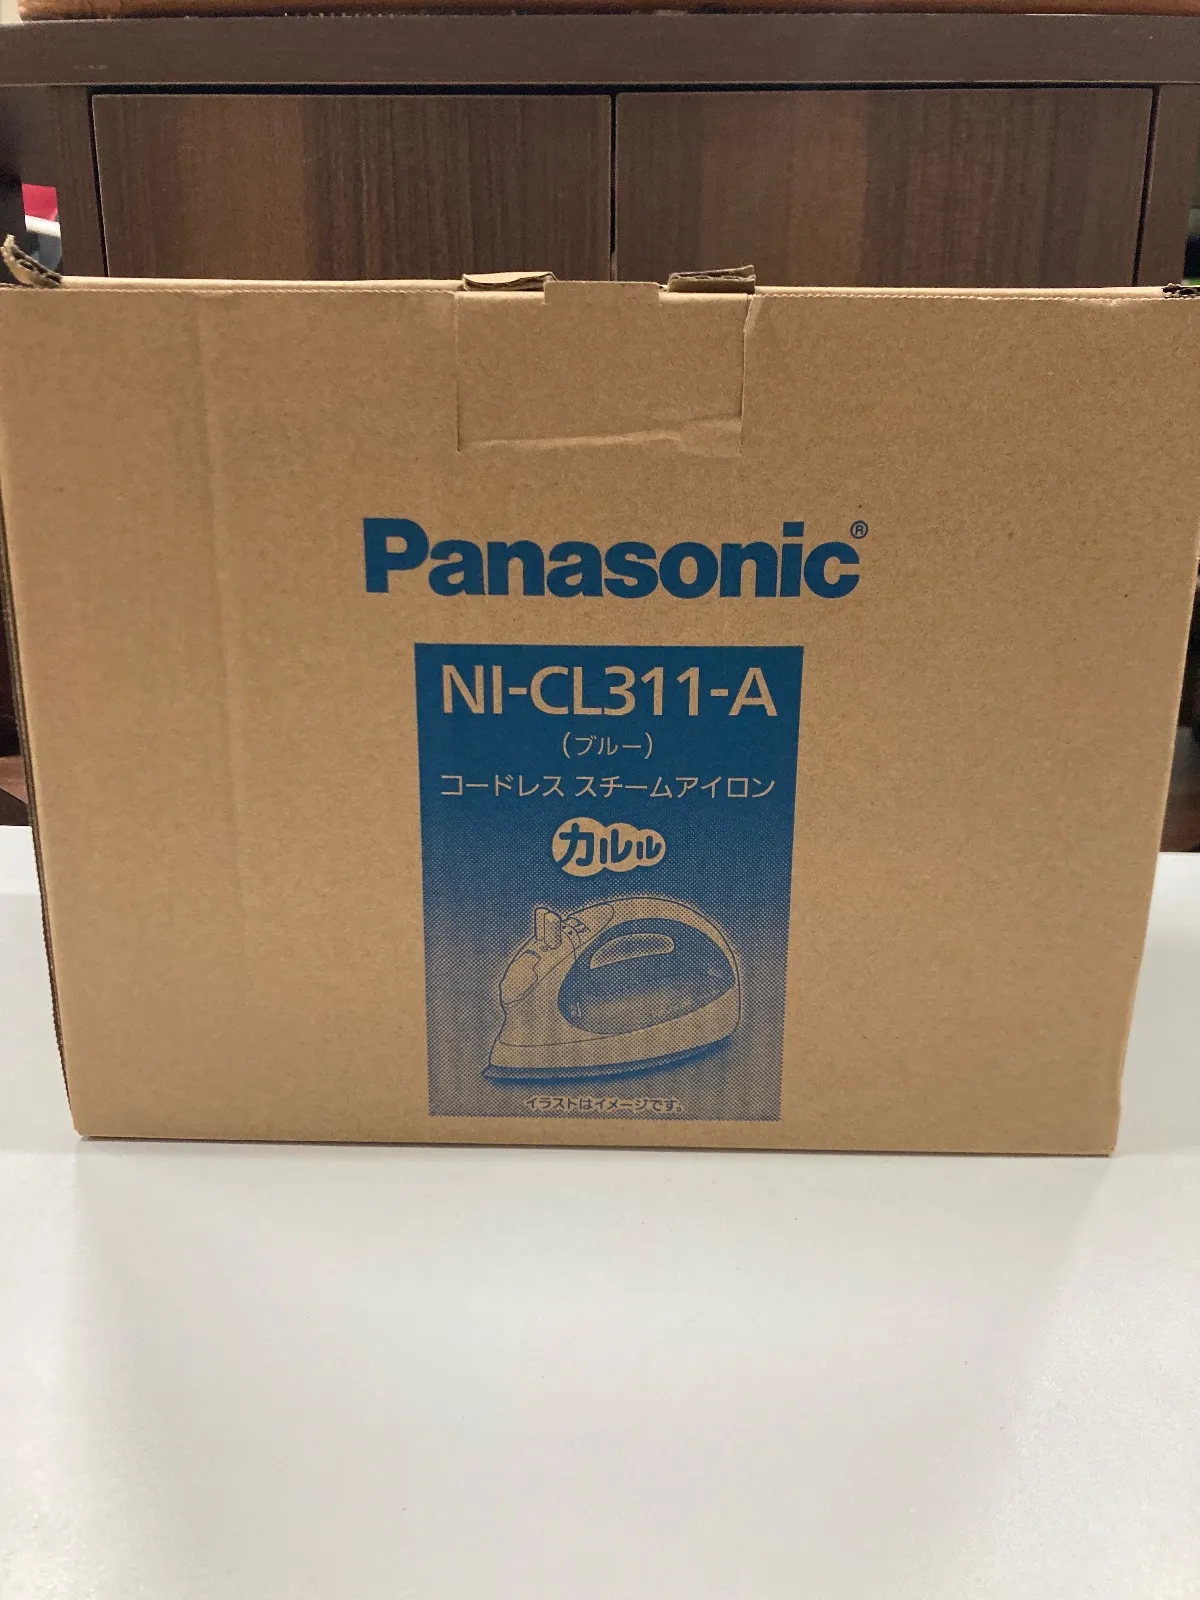 Panasonic®
NI-CL311-A
(ブルー)
コードレス スチームアイロン
カルル
イラストはイメージです。